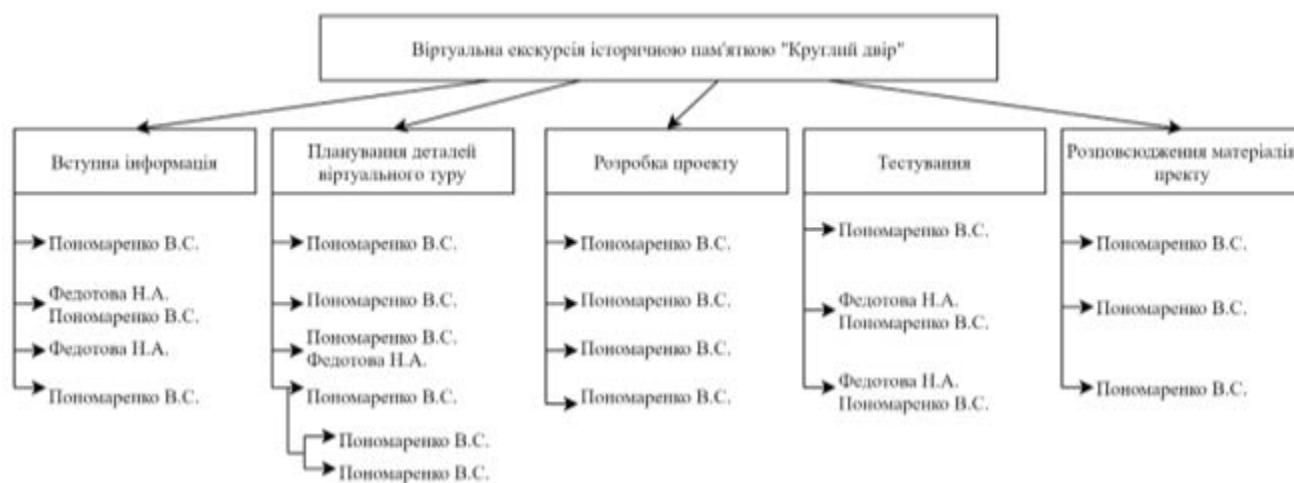 Віртуальна екскурсія історичною пам'яткою "Круглий двір"
Вступна інформація
Пономаренко В.С.
Федотова Н.А.
Пономаренко В.С.
Федотова Н.А.
Пономаренко В.С.
Планування деталей
віртуального туру
Пономаренко В.С.
Пономаренко В.С.
Пономаренко В.С.
Федотова Н.А.
Пономаренко В.С.
Пономаренко В.С.
Пономаренко В.С.
Розробка проекту
Пономаренко В.С.
Пономаренко В.С.
Пономаренко В.С.
Пономаренко В.С.
Тестування
Пономаренко В.С.
Федотова Н.А.
Пономаренко В.С.
Федотова Н.А.
Пономаренко В.С.
Розповсюдження матеріалів
пректу
Пономаренко В.С.
Пономаренко В.С.
Пономаренко В.С.